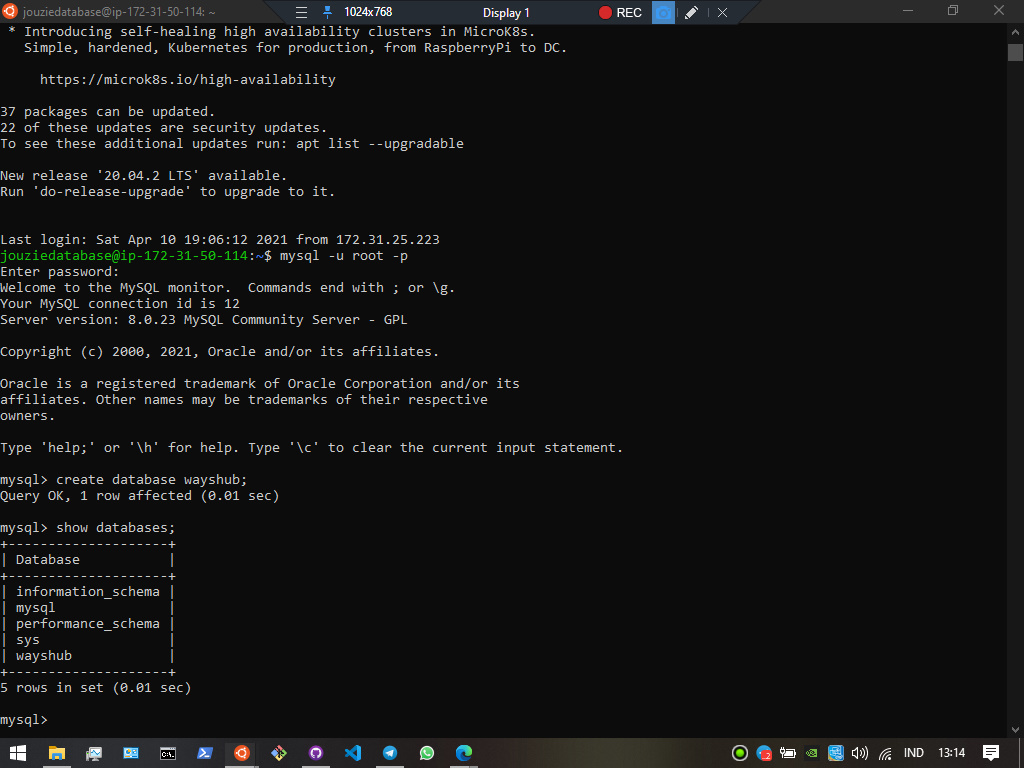 jouziedatabase@ip-172-31-50-114: ~
1024x768
Display 1
REC
* Introducing self-healing high availability clusters in MicroK8s.
Simple, hardened, Kubernetes for production, from RaspberryPi to DC.
https://microk8s.io/high-availability
37 packages can be updated.
22 of these updates are security updates.
To see these additional updates run: apt list --upgradable
New release '20.04.2 LTS' available.
Run 'do-release-upgrade' to upgrade to it.
Last login: Sat Apr 10 19:06:12 2021 from 172.31.25.223
jouziedatabase@ip-172-31-50-114:~$ mysql -u root -p
Enter password:
Welcome to the MySQL monitor.  Commands end with ; or \g.
Your MySQL connection id is 12
Server version: 8.0.23 MySQL Community Server - GPL
Copyright (c) 2000, 2021, Oracle and/or its affiliates.
Oracle is a registered trademark of Oracle Corporation and/or its
affiliates. Other names may be trademarks of their respective
owners.
Type 'help;' or '\h' for help. Type '\c' to clear the current input statement.
mysql> create database wayshub;
Query OK, 1 row affected (0.01 sec)
mysql> show databases;
+--------------------+
| Database           |
+--------------------+
| information_schema |
| mysql              |
| performance_schema |
| sys                |
| wayshub            |
+--------------------+
5 rows in set (0.01 sec)
mysql>
IND
13:14